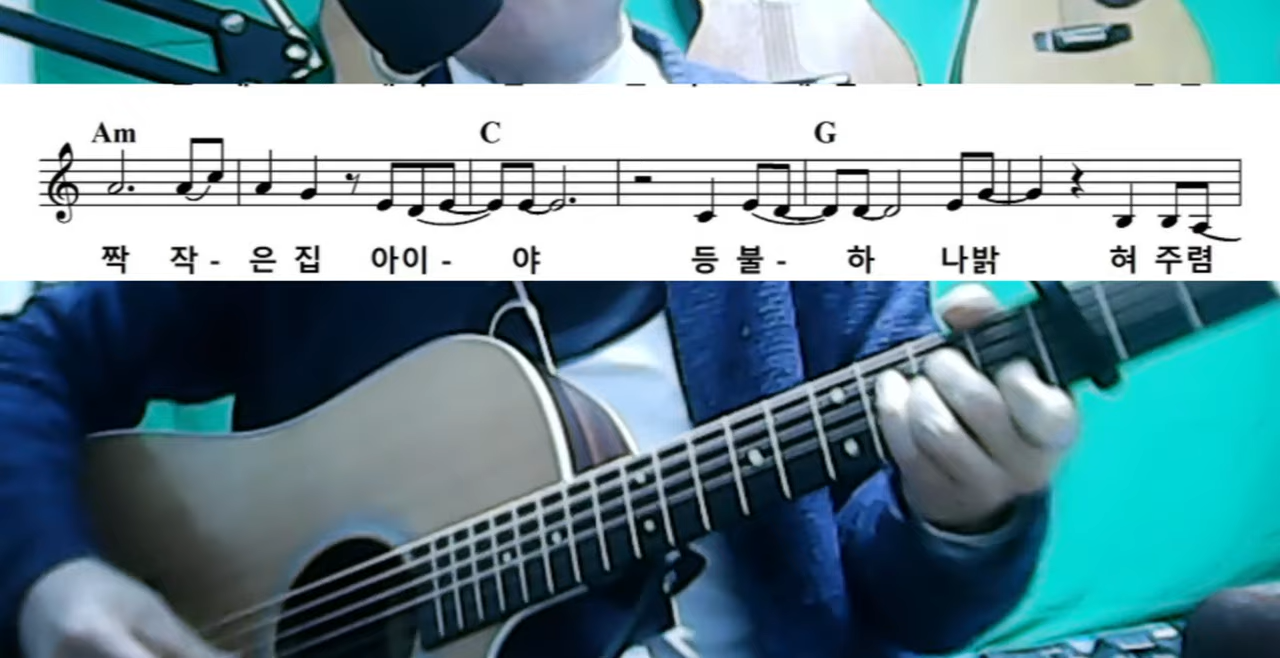 Am C G
짝 작 - 은 집 아이 - 야 등 불 - 하 나밝 혀 주렴